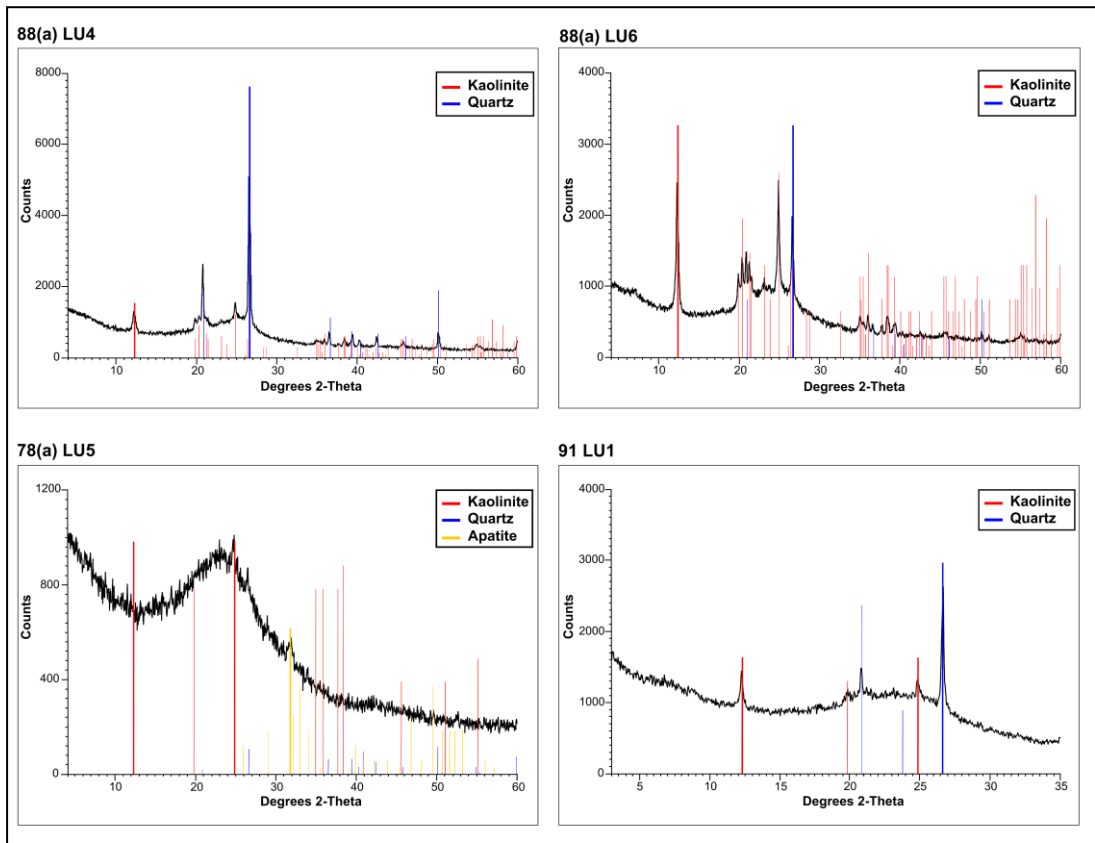 88(a) LU4
8000
6000
4000
2000
0
Counts
10 20 30 40 50 60
Degrees 2-Theta
Kaolinite
Quartz
88(a) LU6
4000
3000
2000
1000
0
Counts
10 20 30 40 50 60
Degrees 2-Theta
Kaolinite
Quartz
78(a) LU5
1200
800
400
0
Counts
10 20 30 40 50 60
Degrees 2-Theta
Kaolinite
Quartz
Apatite
91 LU1
4000
3000
2000
1000
0
Counts
5 10 15 20 25 30 35
Degrees 2-Theta
Kaolinite
Quartz